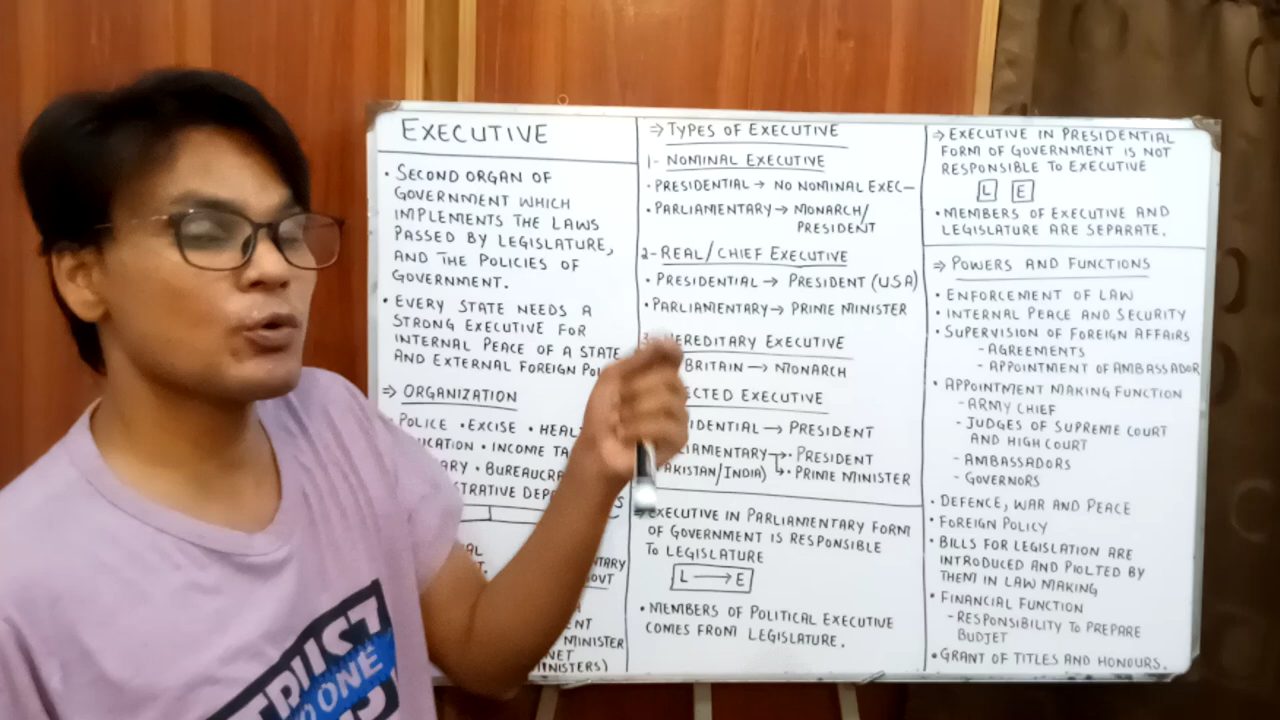 EXECUTIVE
• SECOND ORGAN OF
GOVERNMENT WHICH
IMPLEMENTS THE LAWS
PASSED BY LEGISLATURE,
AND THE POLICIES OF
GOVERNMENT.
• EVERY STATE NEEDS A
STRONG EXECUTIVE FOR
INTERNAL PEACE OF A STATE
AND EXTERNAL FOREIGN
⇒ ORGANIZATION
POLICE • EXCISE
• INCOME
⇒ TYPES OF EXECUTIVE
1- NOMINAL EXECUTIVE
• PRESIDENTIAL → NO NOMINAL EXEC-
• PARLIAMENTARY → MONARCH/
PRESIDENT
2- REAL/CHIEF EXECUTIVE
• PRESIDENTIAL → PRESIDENT (USA)
• PARLIAMENTARY → PRIME MINISTER
EXECUTIVE
BRITAIN → MONARCH
EXECUTIVE
→ PRESIDENT
• PRESIDENT
PAKISTAN/INDIA) • PRIME MINISTER
⇒ EXECUTIVE IN PARLIAMENTARY FORM
OF GOVERNMENT IS RESPONSIBLE
TO LEGISLATURE
L → E
• MEMBERS OF POLITICAL EXECUTIVE
COMES FROM LEGISLATURE.
⇒ EXECUTIVE IN PRESIDENTIAL
FORM OF GOVERNMENT IS NOT
RESPONSIBLE TO EXECUTIVE
L E
• MEMBERS OF EXECUTIVE AND
LEGISLATURE ARE SEPARATE.
⇒ POWERS AND FUNCTIONS
• ENFORCEMENT OF LAW
• INTERNAL PEACE AND SECURITY
• SUPERVISION OF FOREIGN AFFAIRS
- AGREEMENTS
- APPOINTMENT OF AMBASSADOR
• APPOINTMENT MAKING FUNCTION
- ARMY CHIEF
- JUDGES OF SUPREME COURT
AND HIGH COURT
- AMBASSADORS
- GOVERNORS
• DEFENCE, WAR AND PEACE
• FOREIGN POLICY
• BILLS FOR LEGISLATION ARE
INTRODUCED AND PIOLTED BY
THEM IN LAW MAKING
• FINANCIAL FUNCTION
- RESPONSIBILITY TO PREPARE
BUDJET
• GRANT OF TITLES AND HONOURS.
MINISTER
ONE